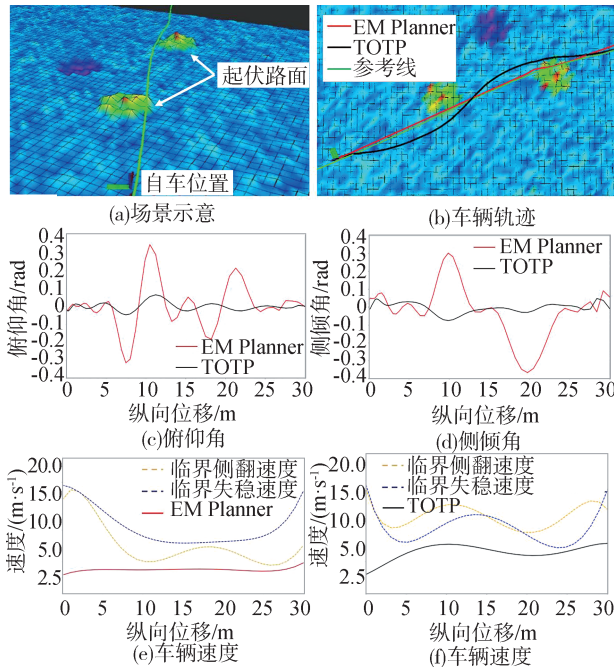 起伏路面
自车位置
(a)场景示意
EM Planner
TOTP
参考线
(b)车辆轨迹
0.4
0.3
0.2
0.1
0
-0.1
-0.2
-0.3
-0.4
俯仰角/rad
EM Planner
TOTP
0 5 10 15 20 25 30
纵向位移/m
(c)俯仰角
0.4
0.3
0.2
0.1
0
-0.1
-0.2
-0.3
-0.4
侧倾角/rad
EM Planner
TOTP
0 5 10 15 20 25 30
纵向位移/m
(d)侧倾角
20.0
15.0
10.0
5.0
2.5
速度/(m·s⁻¹)
临界侧翻速度
临界失稳速度
EM Planner
0 5 10 15 20 25 30
纵向位移/m
(e)车辆速度
20.0
15.0
10.0
5.0
2.5
速度/(m·s⁻¹)
临界侧翻速度
临界失稳速度
TOTP
0 5 10 15 20 25 30
纵向位移/m
(f)车辆速度